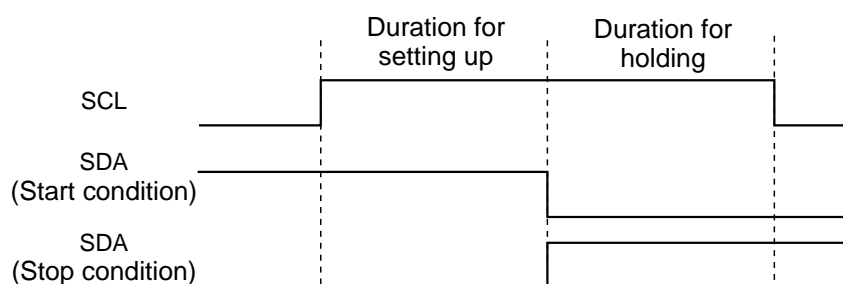 Duration for
setting up
Duration for
holding
SCL
SDA
(Start condition)
SDA
(Stop condition)